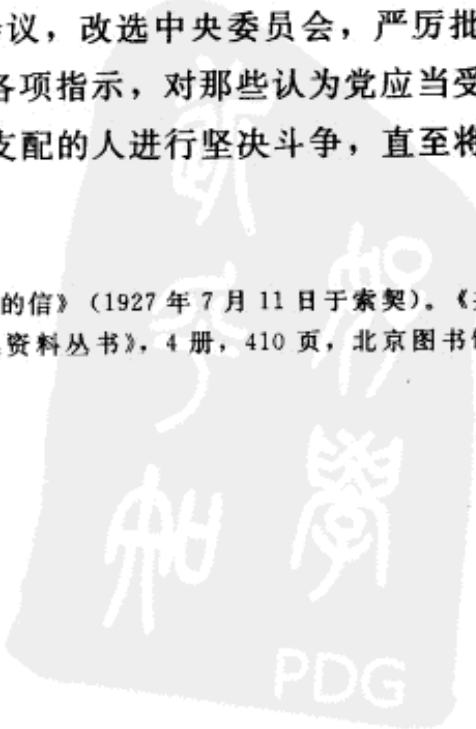 议，改选中央委员会，严厉批
各项指示，对那些认为党应当受
支配的人进行坚决斗争，直至将
的信》（1927 年 7 月 11 日于索契）。《
资料丛书》，4 册，410 页，北京图书
PDG